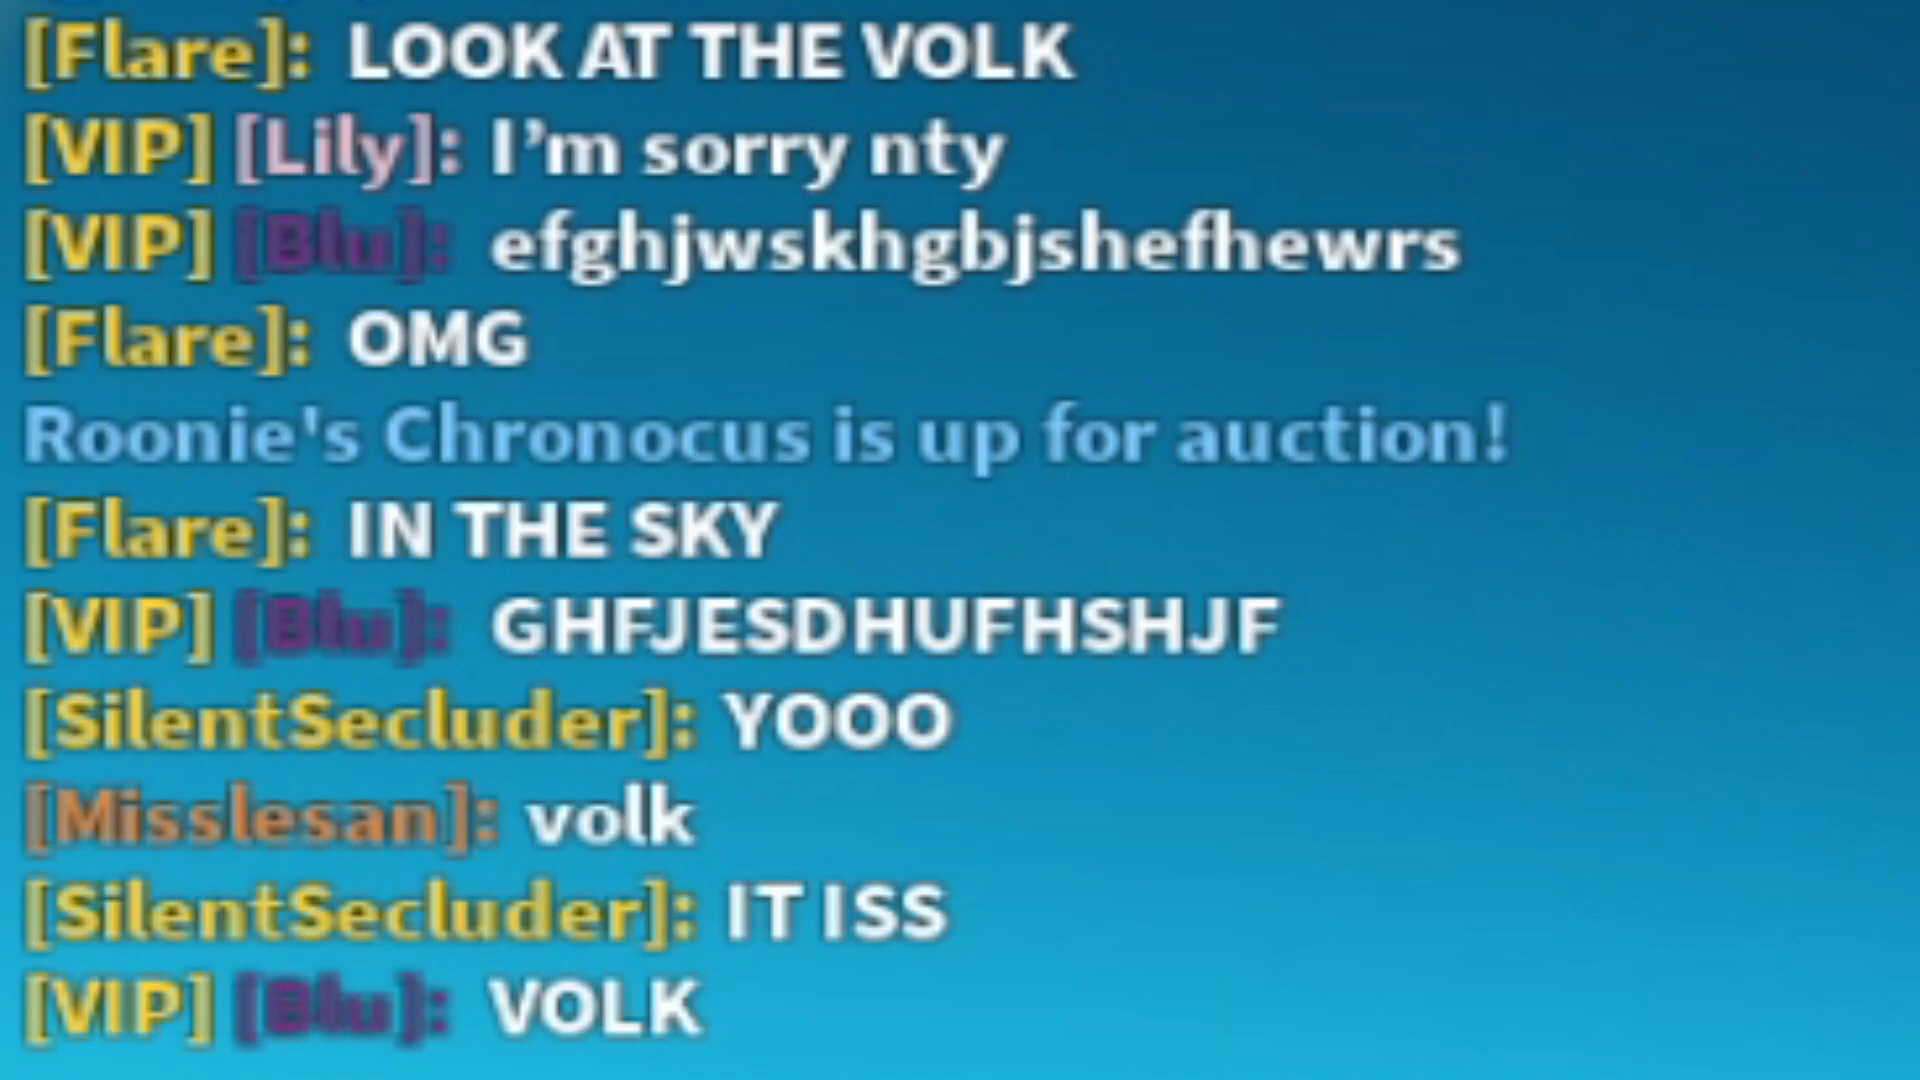 [Flare]: LOOK AT THE VOLK
[VIP] [Lily]: I’m sorry nty
[VIP] [Blu]: efghjwskhgbjshefhewrs
[Flare]: OMG
Roonie's Chronocus is up for auction!
[Flare]: IN THE SKY
[VIP] [Blu]: GHFJESDHUFHSHJF
[SilentSecluder]: YOOO
[Misslesan]: volk
[SilentSecluder]: IT ISS
[VIP] [Blu]: VOLK